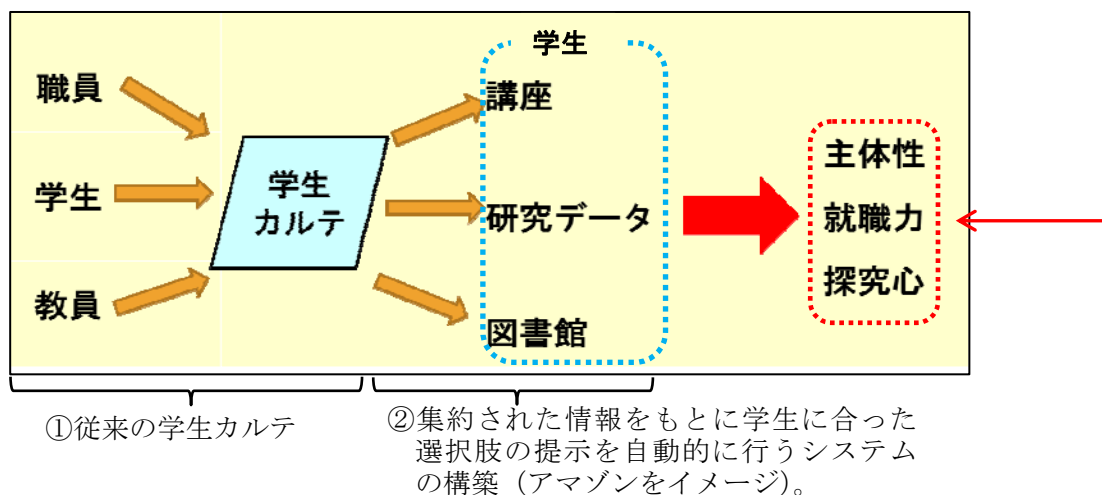 職員
学生
教員
学生
カルテ
学生
講座
研究データ
図書館
主体性
就職力
探究心
①従来の学生カルテ
②集約された情報をもとに学生に合った
選択肢の提示を自動的に行うシステム
の構築（アマゾンをイメージ）。